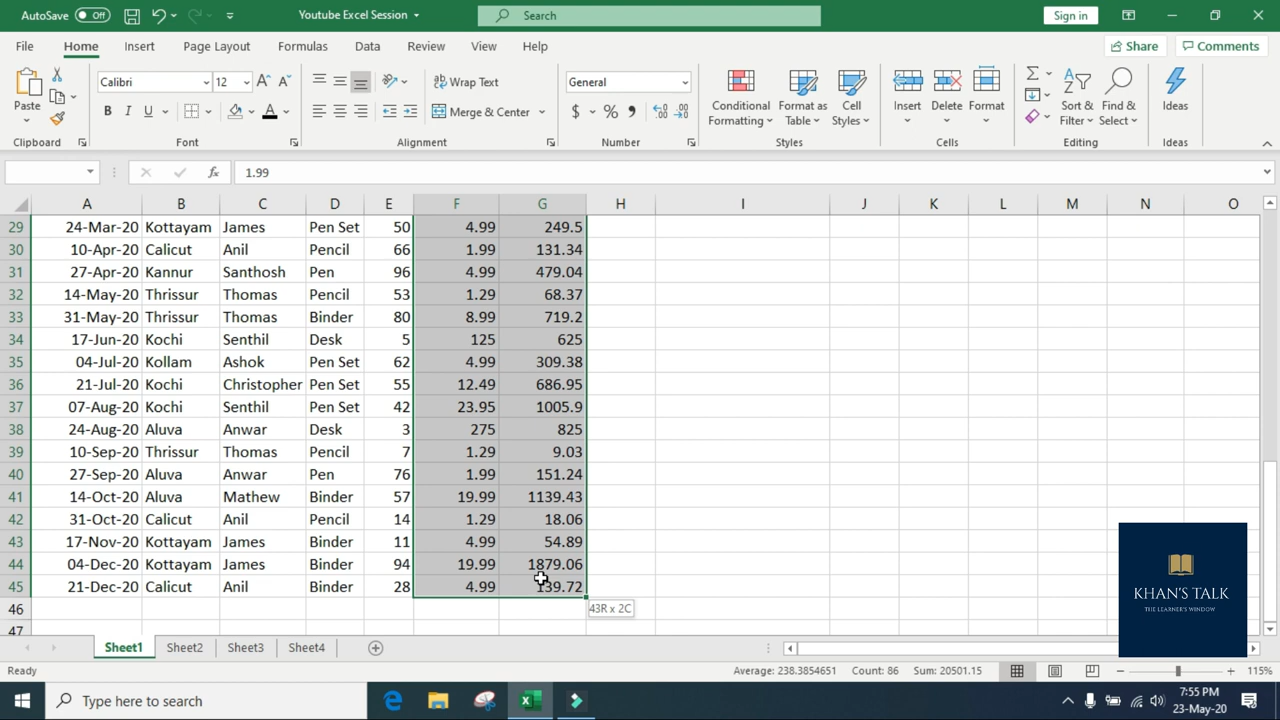 AutoSave Off Youtube Excel Session Search Sign in
File Home Insert Page Layout Formulas Data Review View Help Share Comments
Calibri 12 Wrap Text General
Paste B I U Merge & Center $ % Conditional Formatting Format as Table Cell Styles Insert Delete Format Sort & Filter Find & Select Ideas
Clipboard Font Alignment Number Styles Cells Editing Ideas
fx 1.99
A B C D E F G H I J K L M N O
29 24-Mar-20 Kottayam James Pen Set 50 4.99 249.5
30 10-Apr-20 Calicut Anil Pencil 66 1.99 131.34
31 27-Apr-20 Kannur Santhosh Pen 96 4.99 479.04
32 14-May-20 Thrissur Thomas Pencil 53 1.29 68.37
33 31-May-20 Thrissur Thomas Binder 80 8.99 719.2
34 17-Jun-20 Kochi Senthil Desk 5 125 625
35 04-Jul-20 Kollam Ashok Pen Set 62 4.99 309.38
36 21-Jul-20 Kochi Christopher Pen Set 55 12.49 686.95
37 07-Aug-20 Kochi Senthil Pen Set 42 23.95 1005.9
38 24-Aug-20 Aluva Anwar Desk 3 275 825
39 10-Sep-20 Thrissur Thomas Pencil 7 1.29 9.03
40 27-Sep-20 Aluva Anwar Pen 76 1.99 151.24
41 14-Oct-20 Aluva Mathew Binder 57 19.99 1139.43
42 31-Oct-20 Calicut Anil Pencil 14 1.29 18.06
43 17-Nov-20 Kottayam James Binder 11 4.99 54.89
44 04-Dec-20 Kottayam James Binder 94 19.99 1879.06
45 21-Dec-20 Calicut Anil Binder 28 4.99 139.72
46 43R x 2C
47
KHAN'S TALK
THE LEARNER'S WINDOW
Sheet1 Sheet2 Sheet3 Sheet4
Ready Average: 238.3854651 Count: 86 Sum: 20501.15 115%
Type here to search 7:55 PM
23-May-20